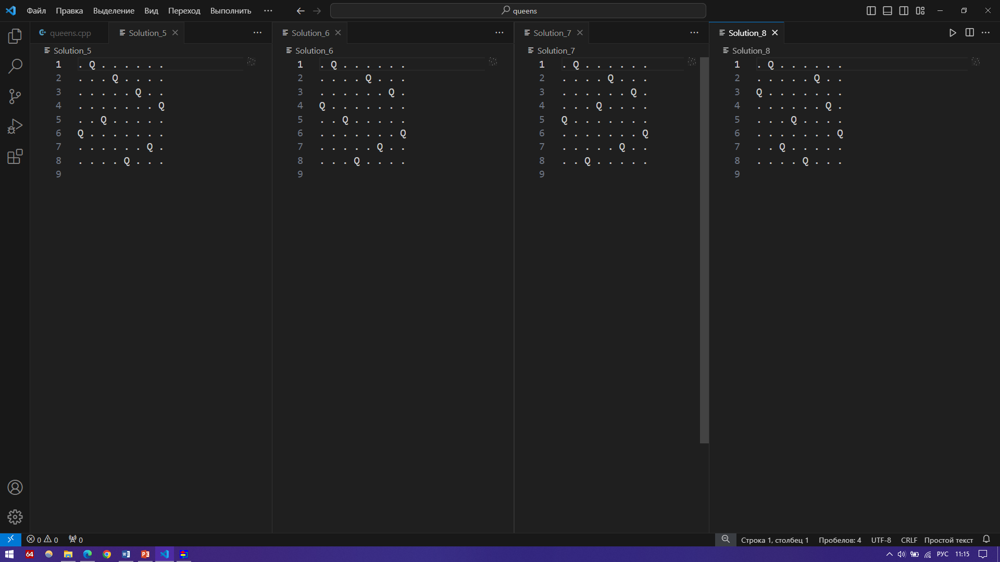 Файл Правка Выделение Вид Переход Выполнить ··· queens
queens.cpp Solution_5
Solution_5
1 . Q . . . . . .
2 . . . Q . . . .
3 . . . . . Q . .
4 . . . . . . . Q
5 . . Q . . . . .
6 Q . . . . . . .
7 . . . . . . Q .
8 . . . . Q . . .
9
Solution_6
Solution_6
1 . Q . . . . . .
2 . . . . Q . . .
3 . . . . . . Q .
4 Q . . . . . . .
5 . . Q . . . . .
6 . . . . . . . Q
7 . . . . . Q . .
8 . . . Q . . . .
9
Solution_7
Solution_7
1 . Q . . . . . .
2 . . . . Q . . .
3 . . . . . . Q .
4 . . . Q . . . .
5 Q . . . . . . .
6 . . . . . . . Q
7 . . . . . Q . .
8 . . Q . . . . .
9
Solution_8
Solution_8
1 . Q . . . . . .
2 . . . . . Q . .
3 Q . . . . . . .
4 . . . . . . Q .
5 . . . Q . . . .
6 . . . . . . . Q
7 . . Q . . . . .
8 . . . . Q . . .
9
0 0 0 Строка 1, столбец 1 Пробелов: 4 UTF-8 CRLF Простой текст
64 РУС 11:15